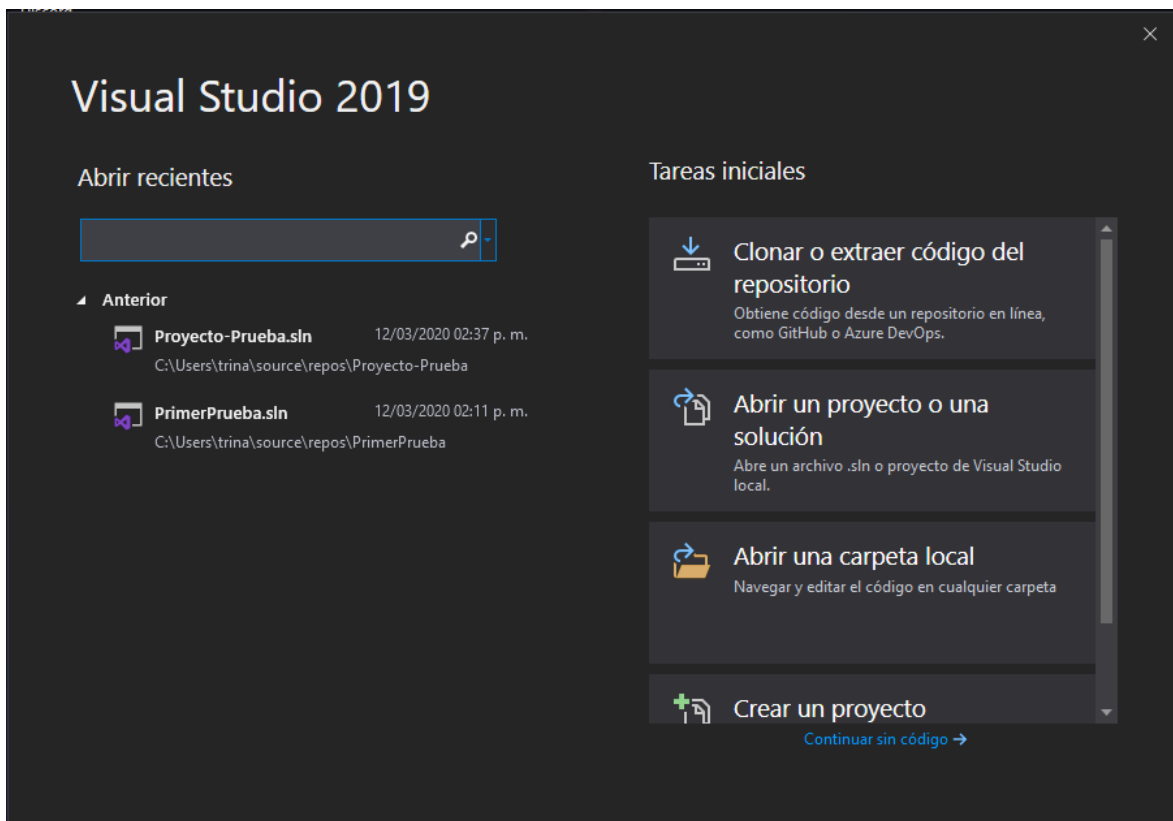 Visual Studio 2019
Abrir recientes
Anterior
Proyecto-Prueba.sln 12/03/2020 02:37 p. m.
C:\Users\trina\source\repos\Proyecto-Prueba
PrimerPrueba.sln 12/03/2020 02:11 p. m.
C:\Users\trina\source\repos\PrimerPrueba
Tareas iniciales
Clonar o extraer código del
repositorio
Obtiene código desde un repositorio en línea,
como GitHub o Azure DevOps.
Abrir un proyecto o una
solución
Abre un archivo .sln o proyecto de Visual Studio
local.
Abrir una carpeta local
Navegar y editar el código en cualquier carpeta
Crear un proyecto
Continuar sin código →